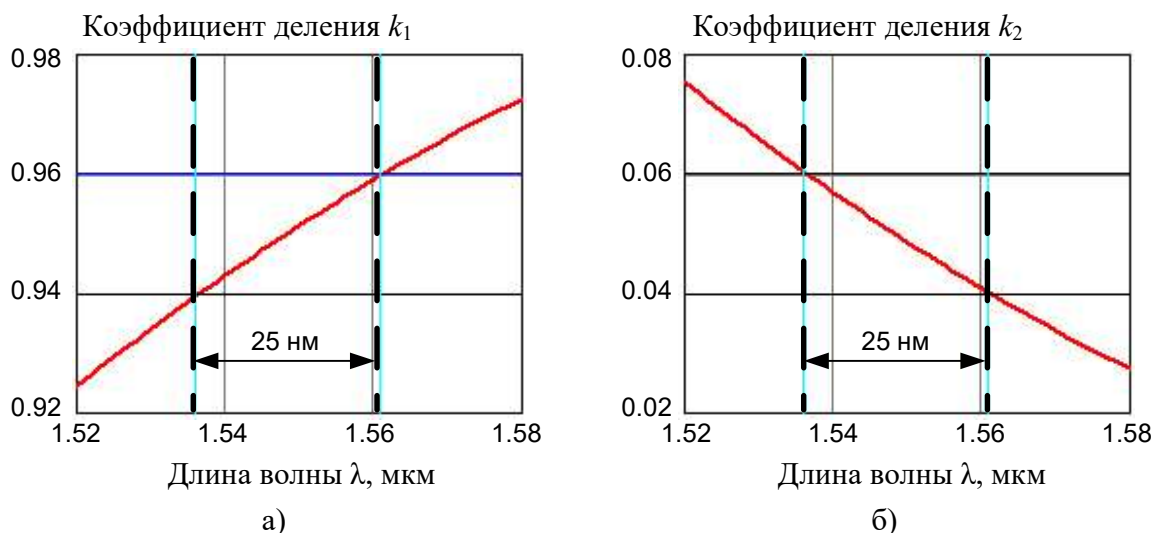 Коэффициент деления k1
0.98
0.96
0.94
0.92
25 нм
1.52 1.54 1.56 1.58
Длина волны λ, мкм
а)
Коэффициент деления k2
0.08
0.06
0.04
0.02
25 нм
1.52 1.54 1.56 1.58
Длина волны λ, мкм
б)